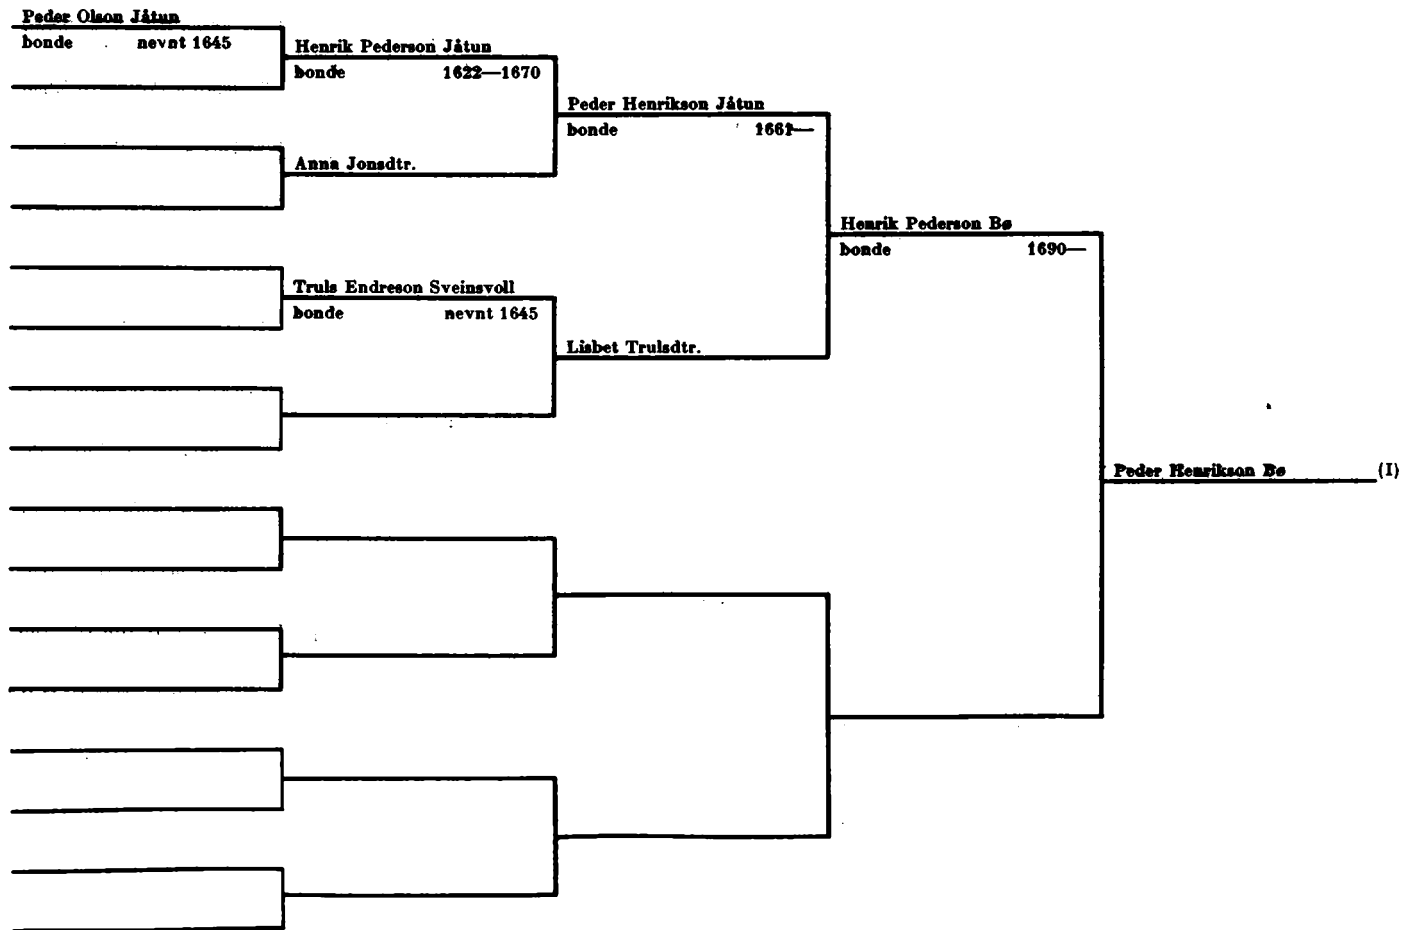 Peder Olson Jåtun
bonde nevnt 1645
Henrik Pederson Jåtun
bonde 1622—1670
Peder Henrikson Jåtun
bonde 1661—
Anna Jonsdtr.
Henrik Pederson Bø
bonde 1690—
Truls Endreson Sveinsvoll
bonde nevnt 1645
Lisbet Trulsdtr.
Peder Henrikson Bø (I)